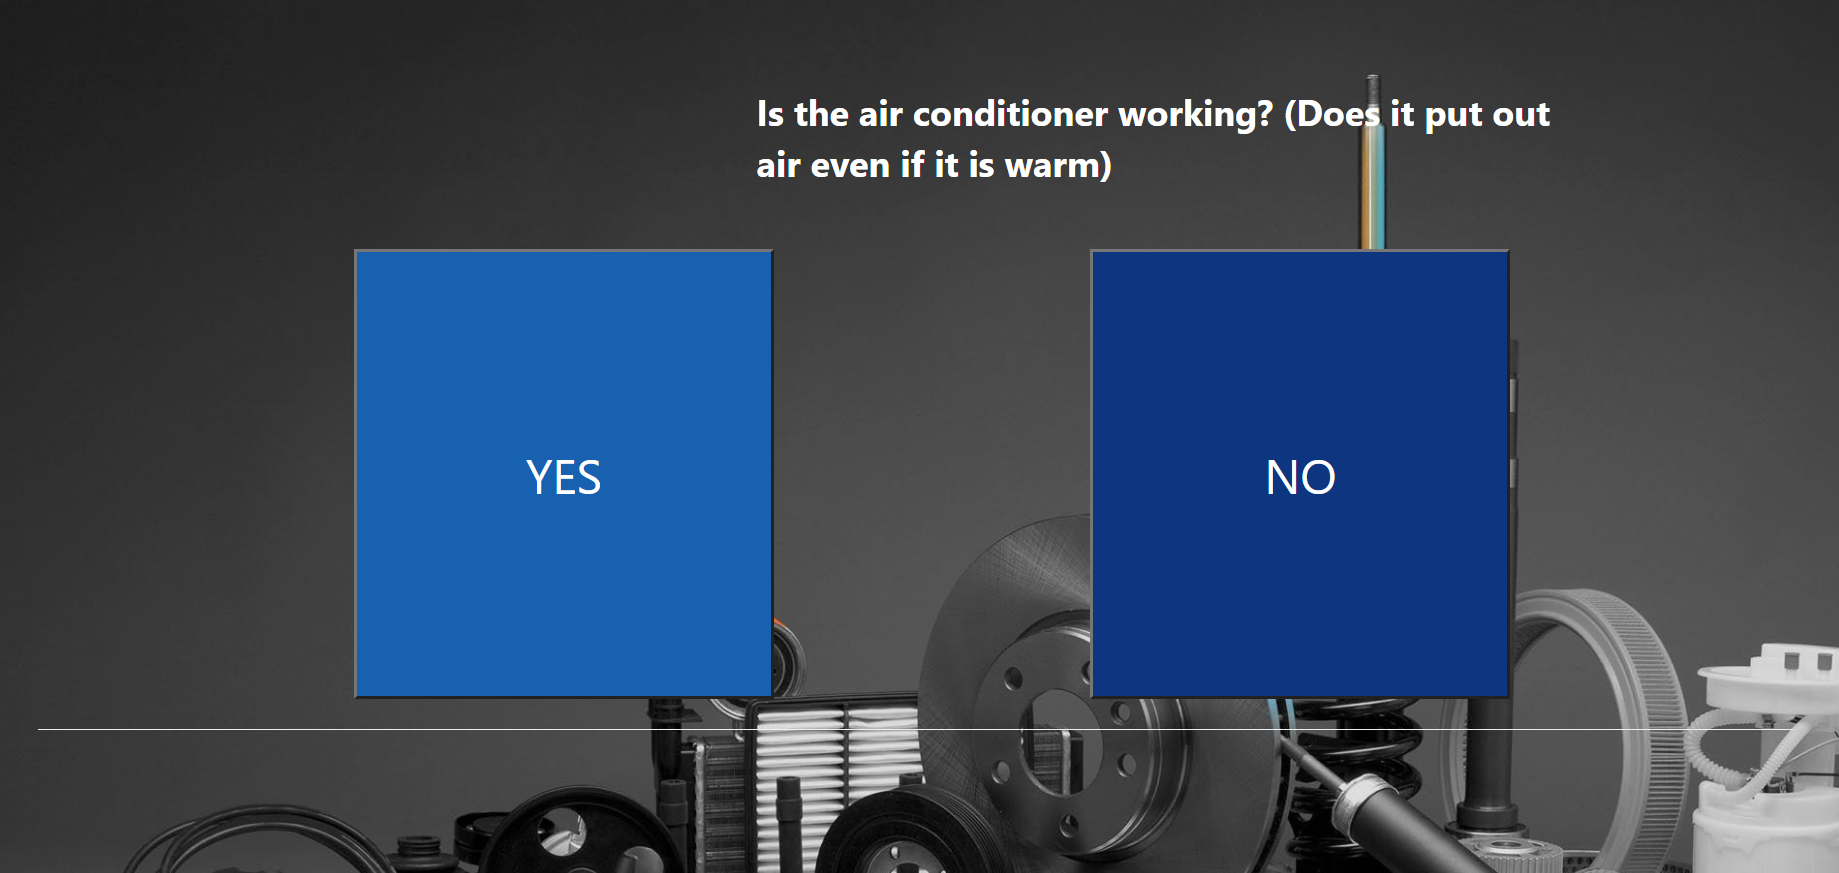 Is the air conditioner working? (Does it put out
air even if it is warm)
YES
NO